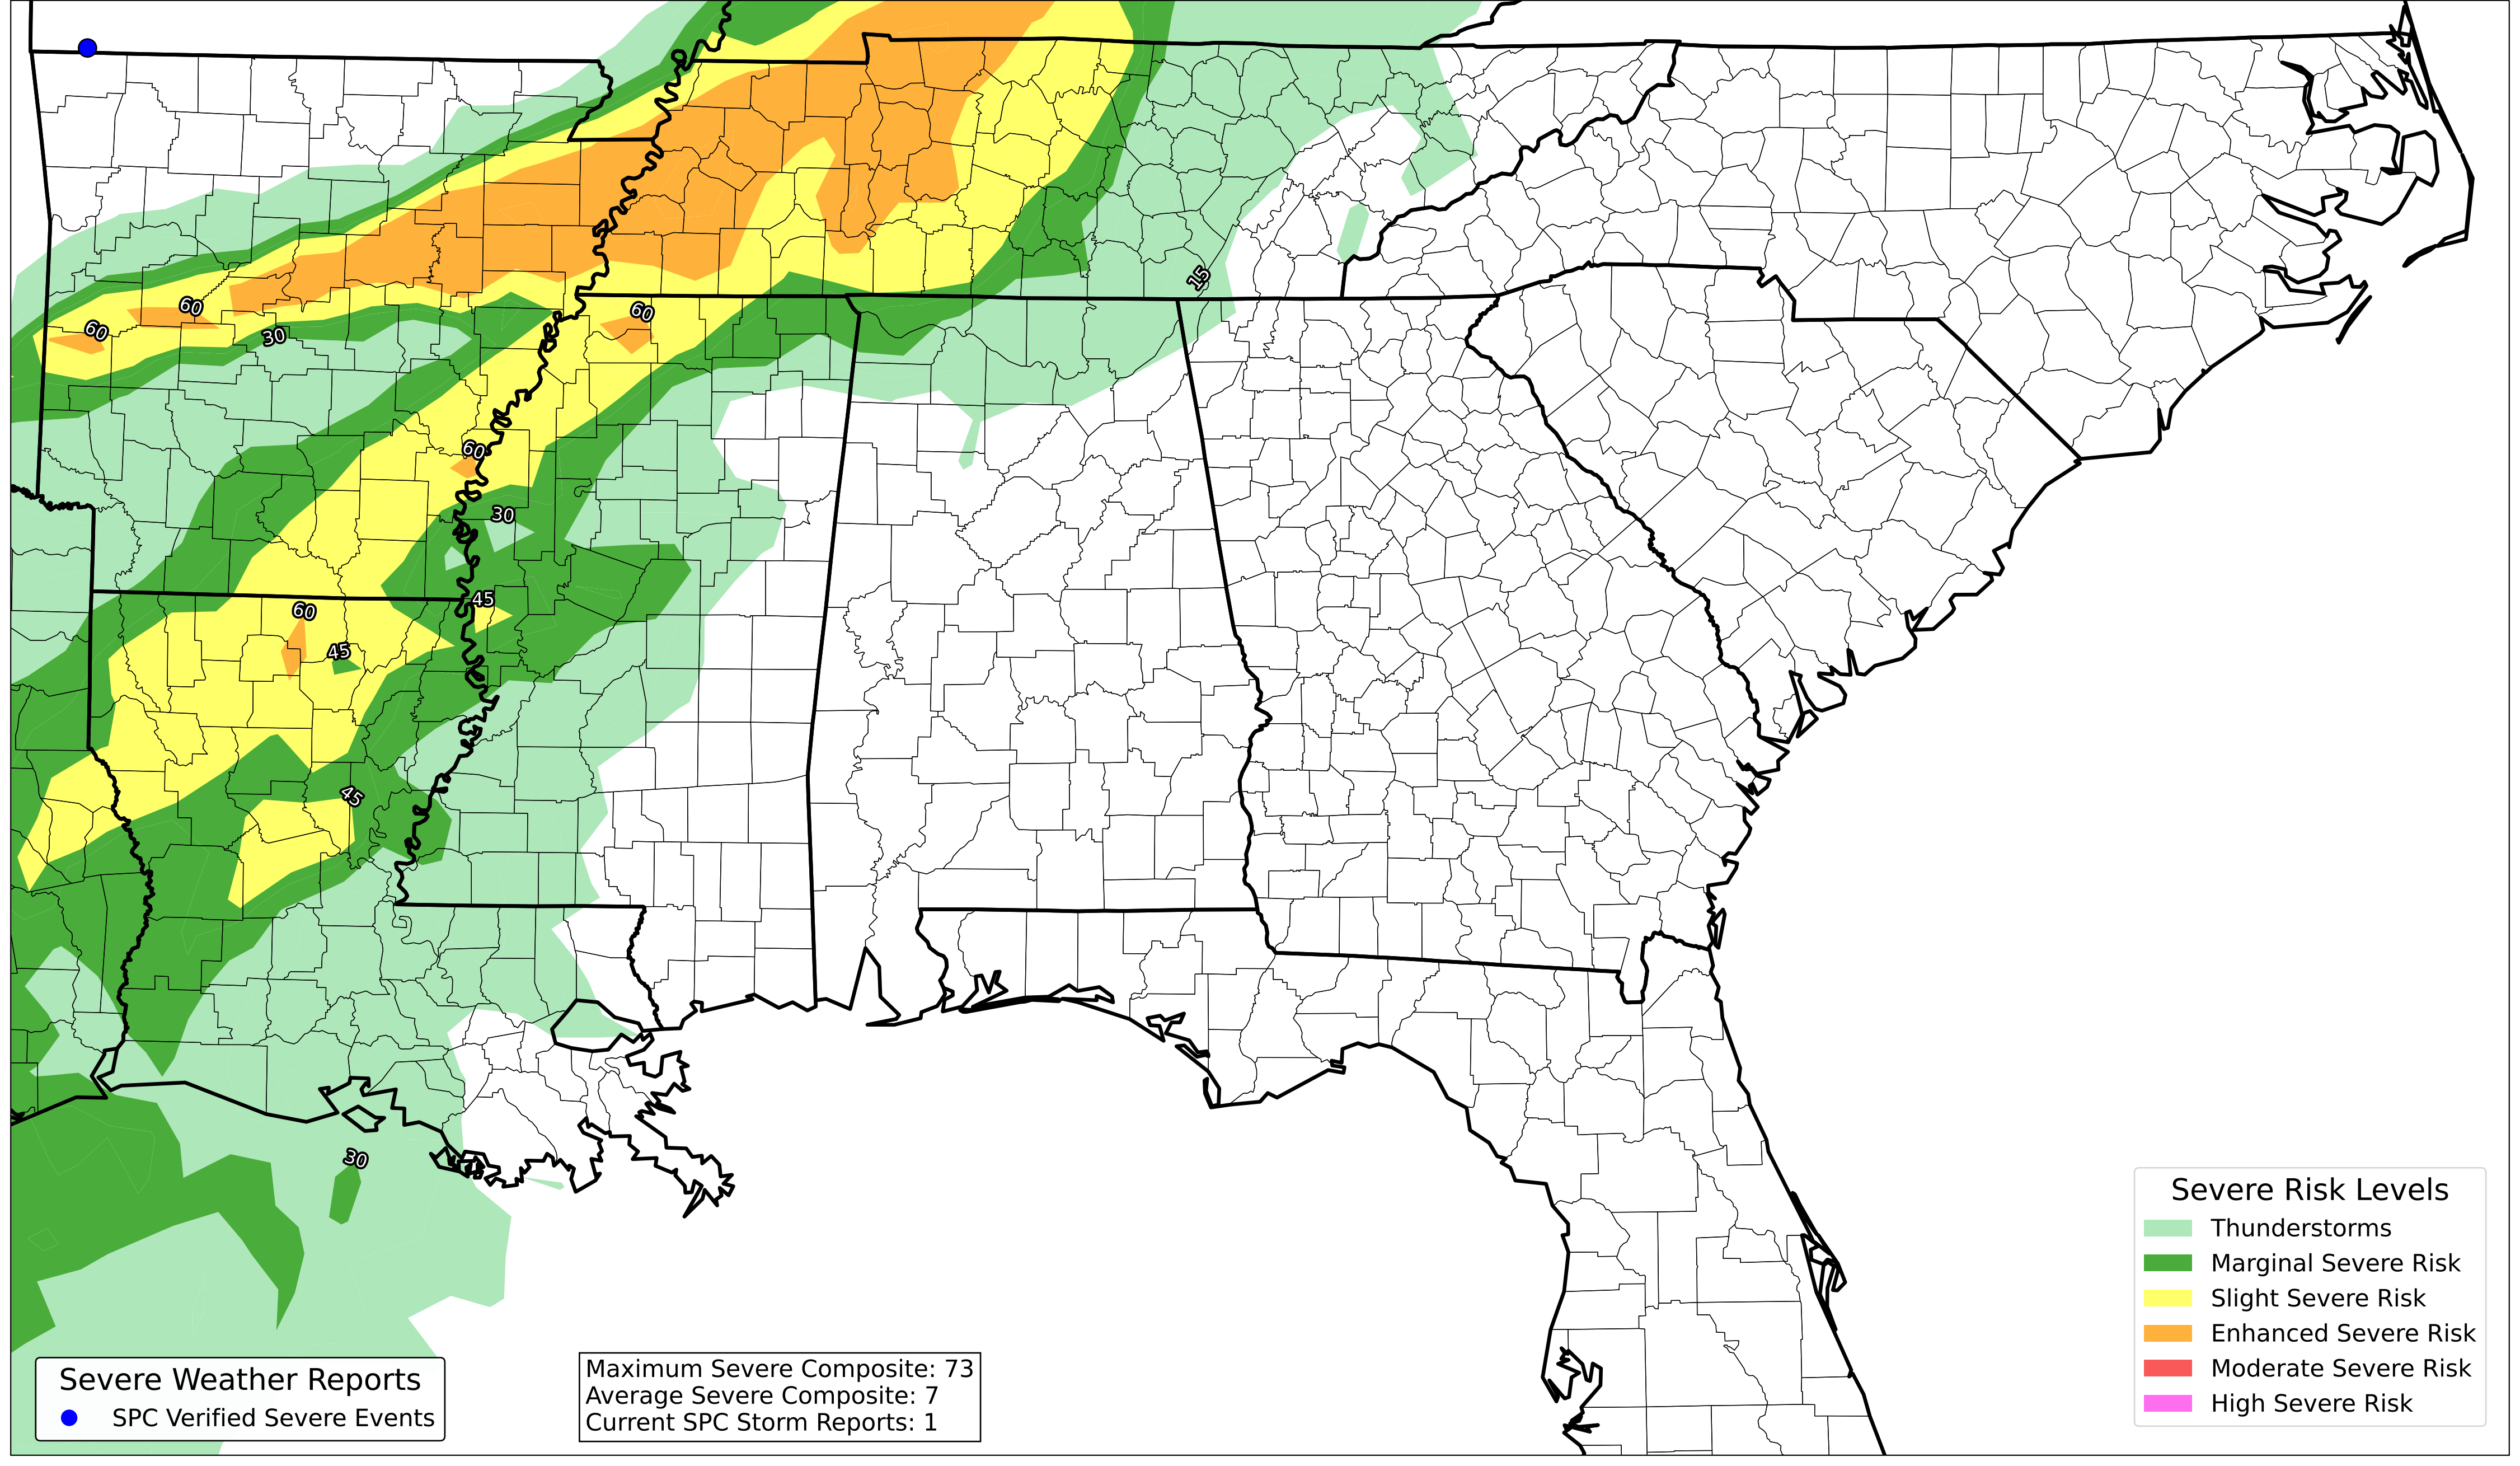 15
60
60
60
30
60
30
45
60
45
45
30
Severe Risk Levels
Thunderstorms
Marginal Severe Risk
Slight Severe Risk
Enhanced Severe Risk
Moderate Severe Risk
High Severe Risk
Severe Weather Reports
SPC Verified Severe Events
Maximum Severe Composite: 73
Average Severe Composite: 7
Current SPC Storm Reports: 1